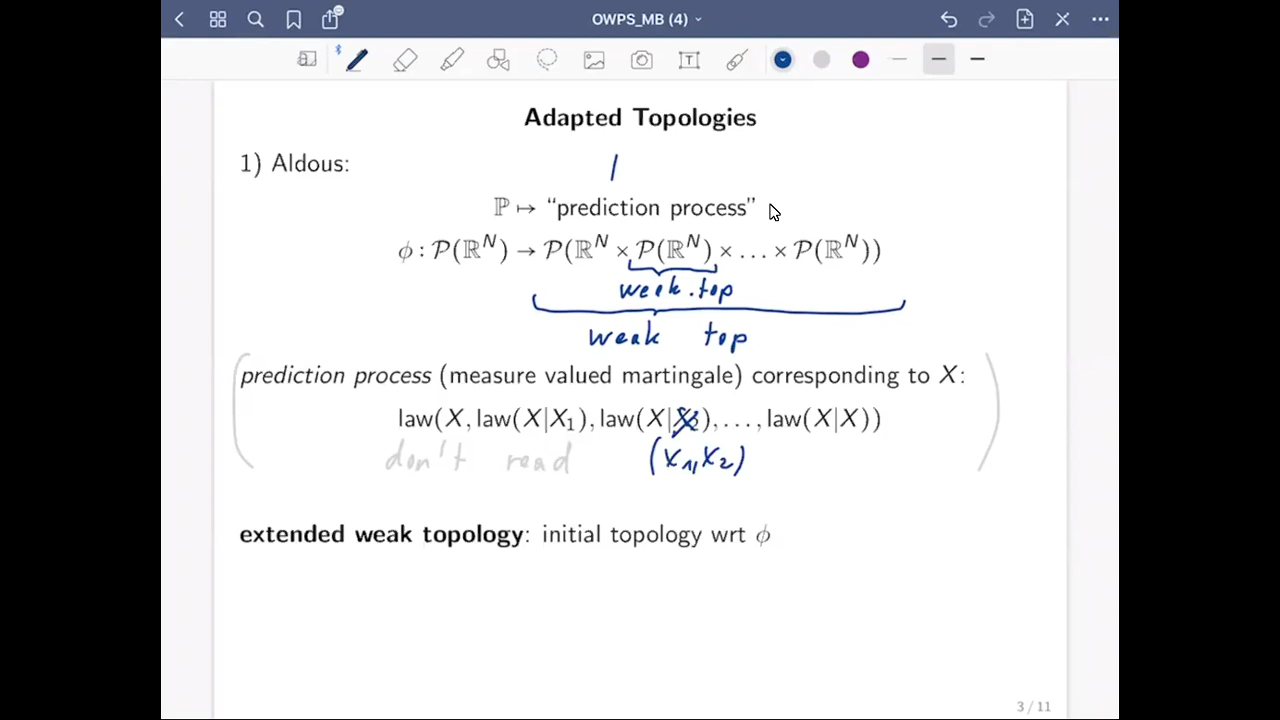 OWPS_MB (4)
Adapted Topologies
1) Aldous:
ℙ ↦ “prediction process”
ϕ : 𝒫(ℝ^N) → 𝒫(ℝ^N × 𝒫(ℝ^N) × … × 𝒫(ℝ^N))
week . top
weak top
prediction process (measure valued martingale) corresponding to X:
law(X, law(X|X₁), law(X|X₂), …, law(X|X))
don't read (X₁, X₂)
extended weak topology: initial topology wrt ϕ
3 / 11